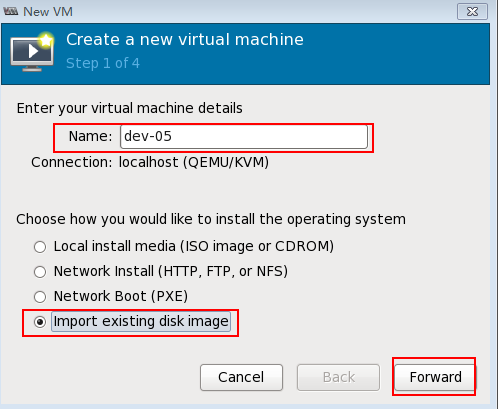 New VM
Create a new virtual machine
Step 1 of 4
Enter your virtual machine details
Name: dev-05
Connection: localhost (QEMU/KVM)
Choose how you would like to install the operating system
Local install media (ISO image or CDROM)
Network Install (HTTP, FTP, or NFS)
Network Boot (PXE)
Import existing disk image
Cancel Back Forward